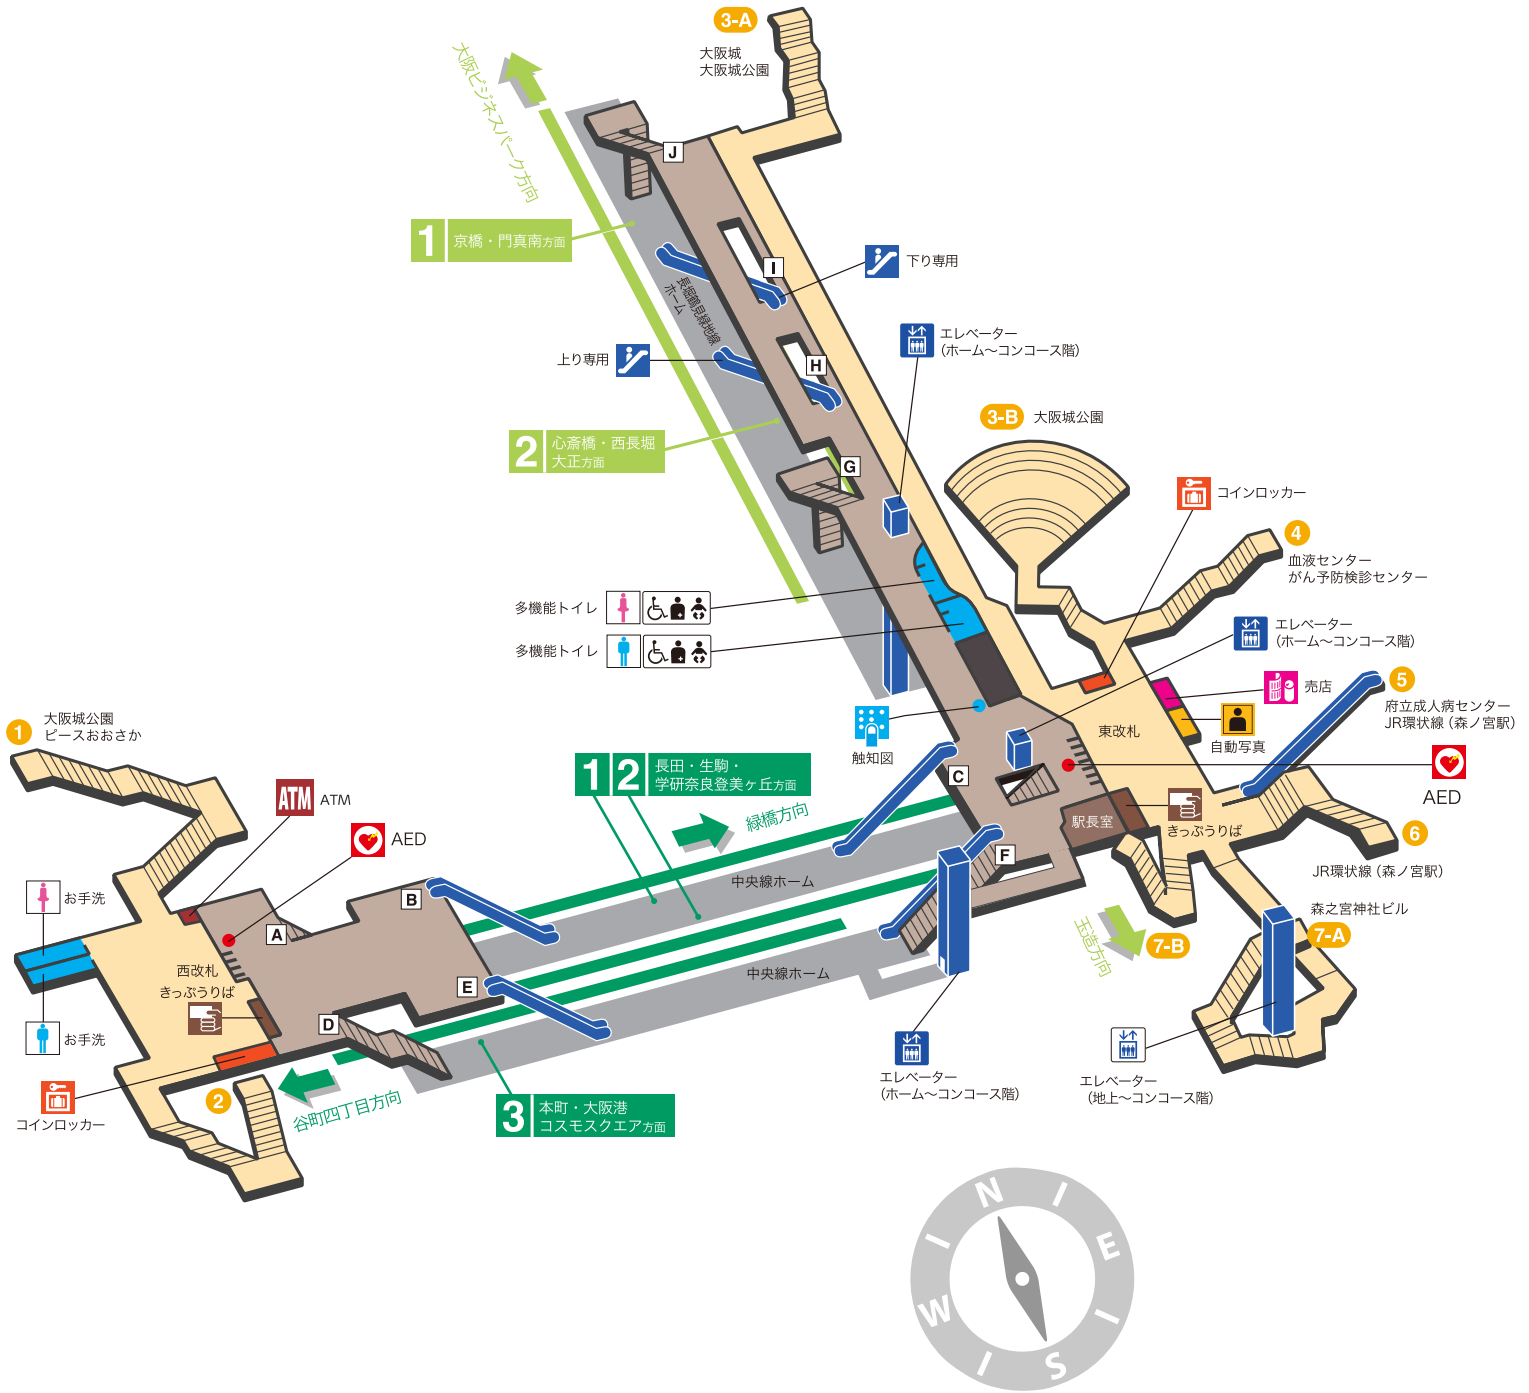 3-A
大阪城
大阪城公園
大阪ビジネスパーク方向
J
1 京橋・門真南方面
I
下り専用
長堀鶴見緑地線
ホーム
上り専用
H
エレベーター
（ホーム～コンコース階）
3-B 大阪城公園
2 心斎橋・西長堀
大正方面
G
コインロッカー
4
血液センター
がん予防検診センター
多機能トイレ
多機能トイレ
エレベーター
（ホーム～コンコース階）
売店
5
府立成人病センター
JR環状線（森ノ宮駅）
自動写真
東改札
触知図
AED
1
大阪城公園
ピースおおさか
1 2 長田・生駒・
学研奈良登美ヶ丘方面
C
ATM ATM
緑橋方向
駅長室
きっぷうりば
6
JR環状線（森ノ宮駅）
AED
F
中央線ホーム
お手洗
B
A
玉造方向
7-B
森之宮神社ビル
7-A
西改札
きっぷうりば
中央線ホーム
E
D
お手洗
エレベーター
（ホーム～コンコース階）
エレベーター
（地上～コンコース階）
コインロッカー
2
谷町四丁目方向
3 本町・大阪港
コスモスクエア方面
N
E
W
S